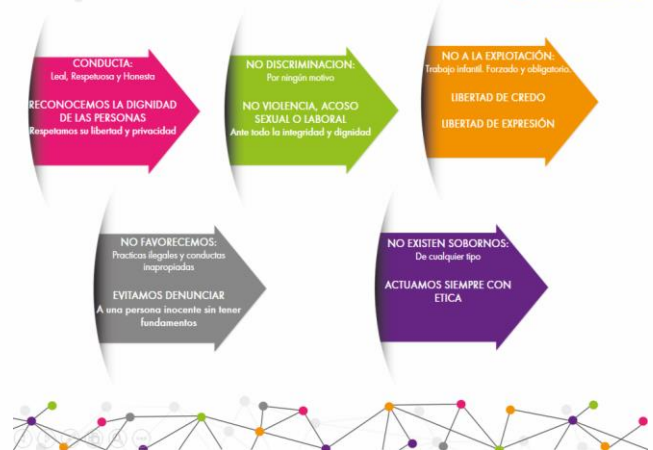 CONDUCTA:
Leal, Respetuosa y Honesta
RECONOCEMOS LA DIGNIDAD
DE LAS PERSONAS
Respetamos su libertad y privacidad
NO DISCRIMINACION:
Por ningún motivo
NO VIOLENCIA, ACOSO
SEXUAL O LABORAL
Ante todo la integridad y dignidad
NO A LA EXPLOTACIÓN:
Trabajo infantil. Forzado y obligatorio.
LIBERTAD DE CREDO
LIBERTAD DE EXPRESIÓN
NO FAVORECEMOS:
Practicas ilegales y conductas
inapropiadas
EVITAMOS DENUNCIAR
A una persona inocente sin tener
fundamentos
NO EXISTEN SOBORNOS:
De cualquier tipo
ACTUAMOS SIEMPRE CON
ETICA